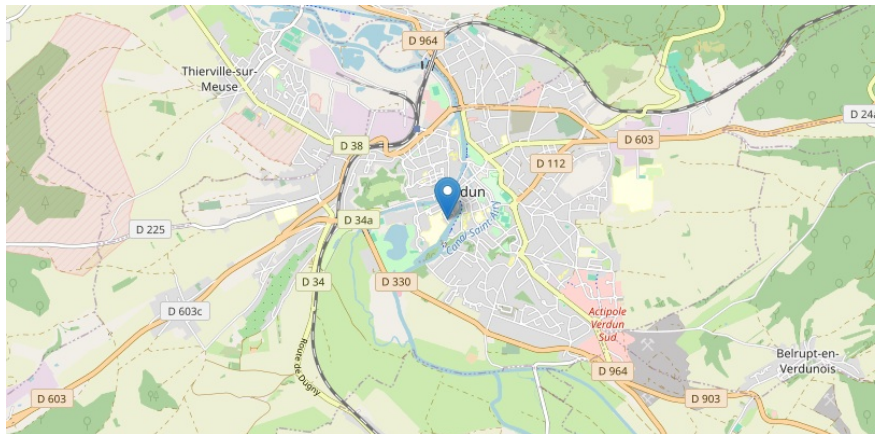 D 964
Thierville-sur-
Meuse
D 24a
D 38
D 603
D 112
dun
D 34a
D 225
Canal Saint-Airy
D 34
D 330
D 603c
Actipole
Verdun
Sud
Route de Dugny
Belrupt-en-
Verdunois
D 964
D 603
D 903